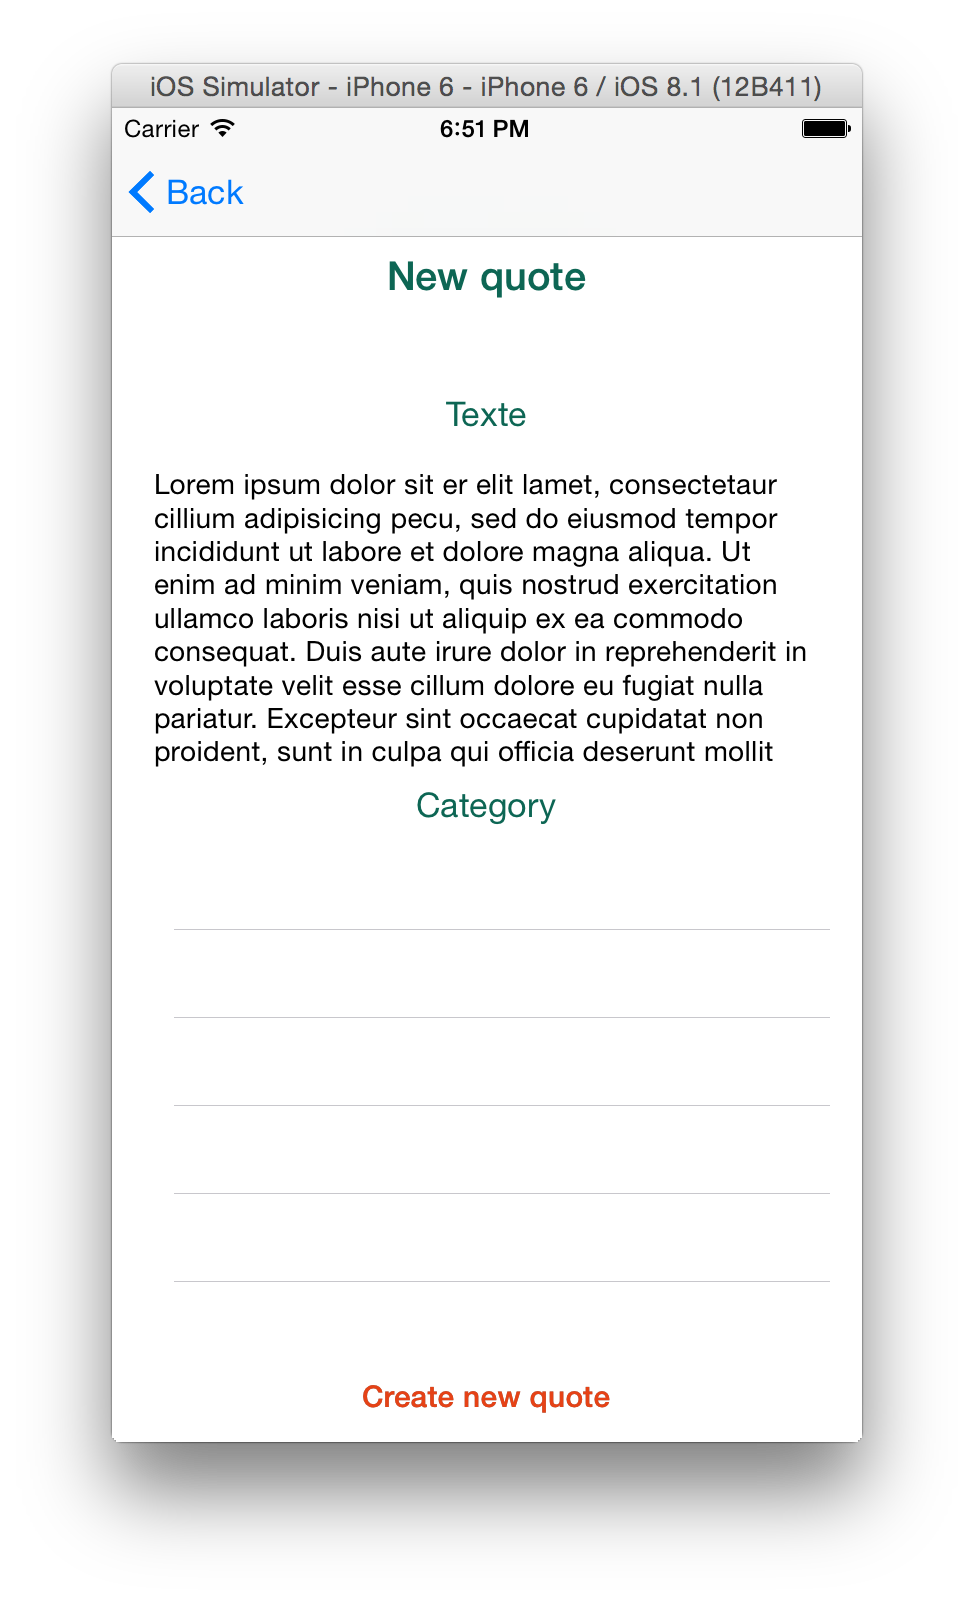 iOS Simulator - iPhone 6 - iPhone 6 / iOS 8.1 (12B411)
Carrier 6:51 PM
Back
New quote
Texte
Lorem ipsum dolor sit er elit lamet, consectetaur
cillium adipisicing pecu, sed do eiusmod tempor
incididunt ut labore et dolore magna aliqua. Ut
enim ad minim veniam, quis nostrud exercitation
ullamco laboris nisi ut aliquip ex ea commodo
consequat. Duis aute irure dolor in reprehenderit in
voluptate velit esse cillum dolore eu fugiat nulla
pariatur. Excepteur sint occaecat cupidatat non
proident, sunt in culpa qui officia deserunt mollit
Category
Create new quote